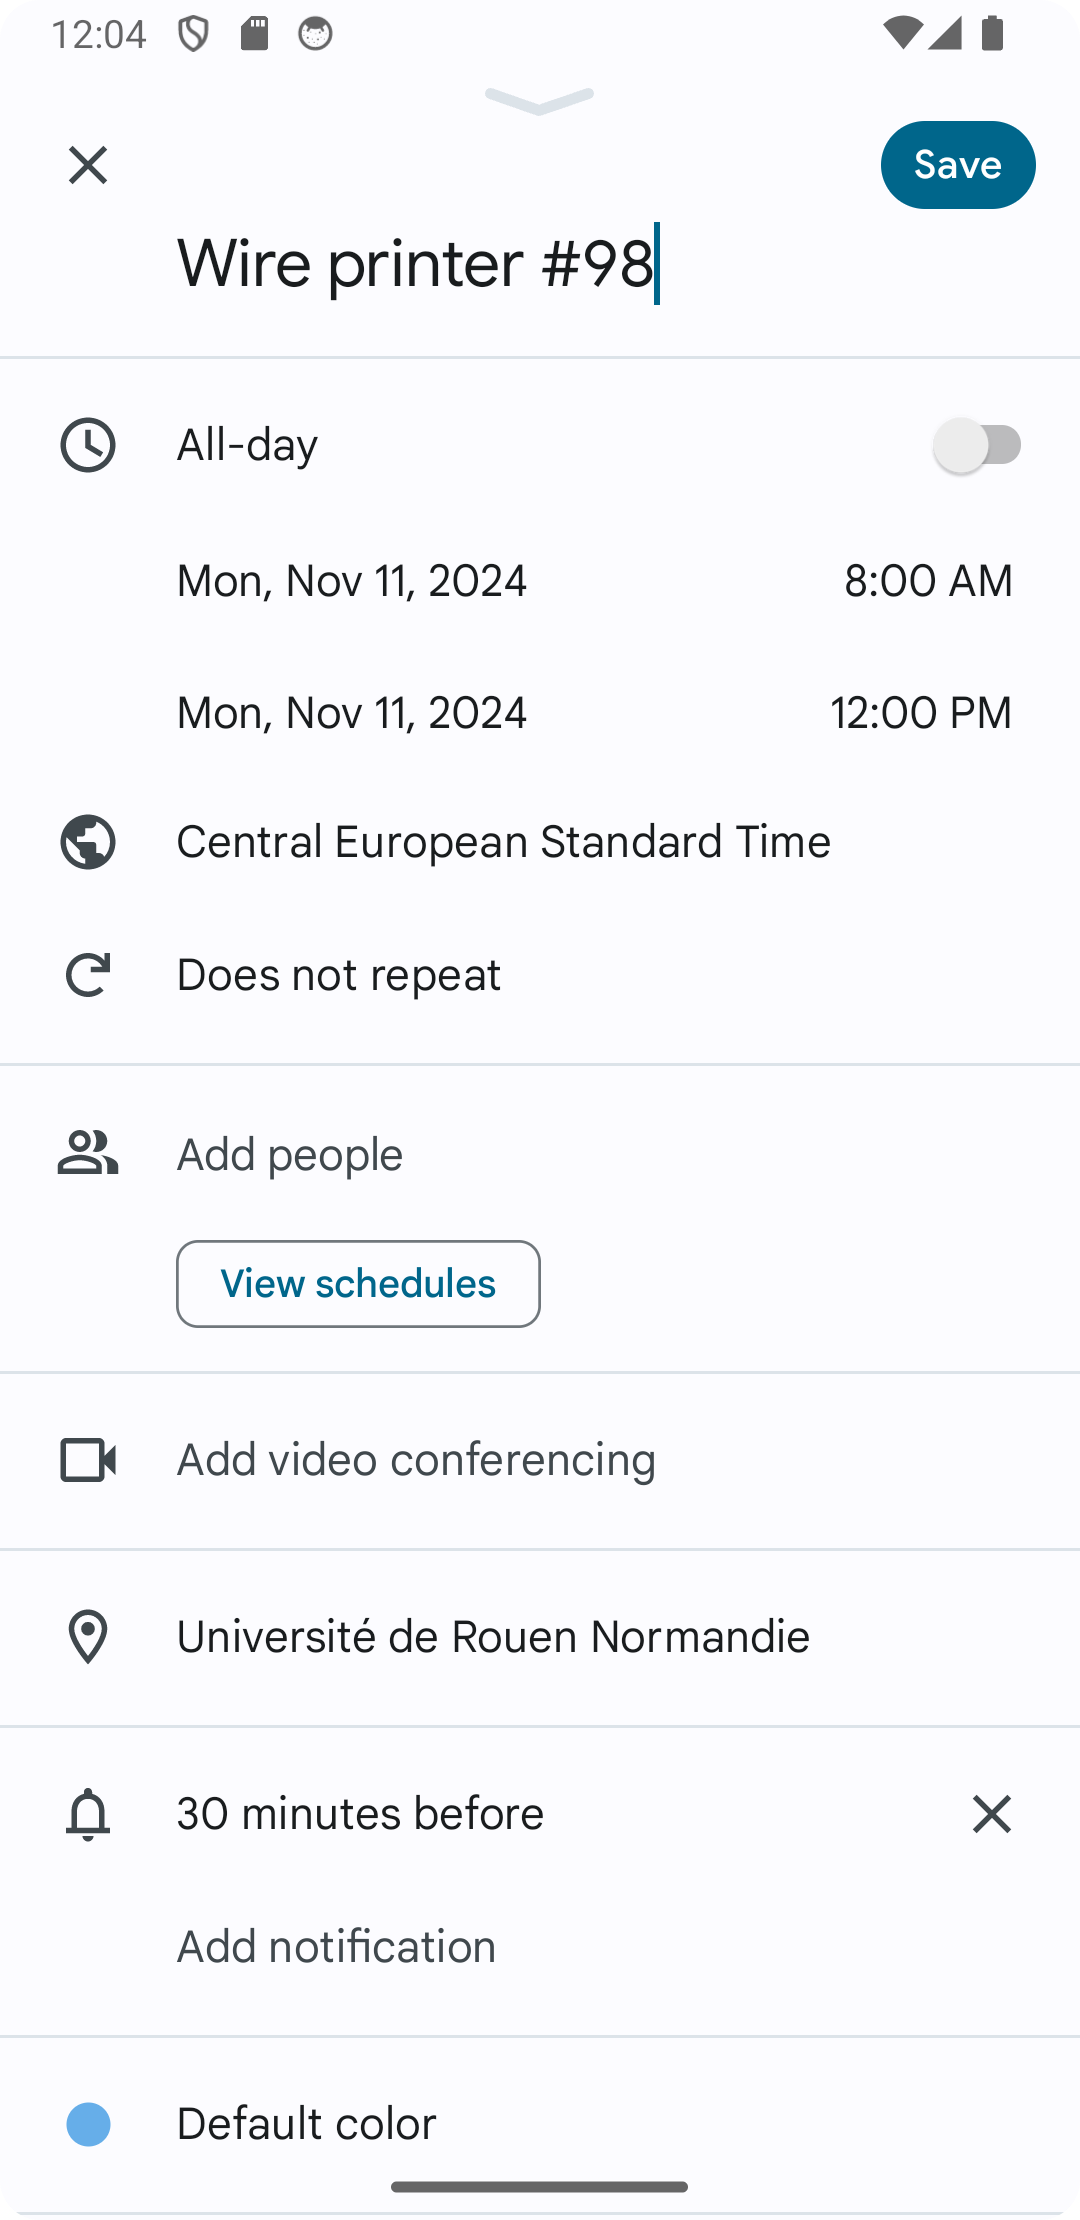 12:04
Save
Wire printer #98
All-day
Mon, Nov 11, 2024 8:00 AM
Mon, Nov 11, 2024 12:00 PM
Central European Standard Time
Does not repeat
Add people
View schedules
Add video conferencing
Université de Rouen Normandie
30 minutes before
Add notification
Default color